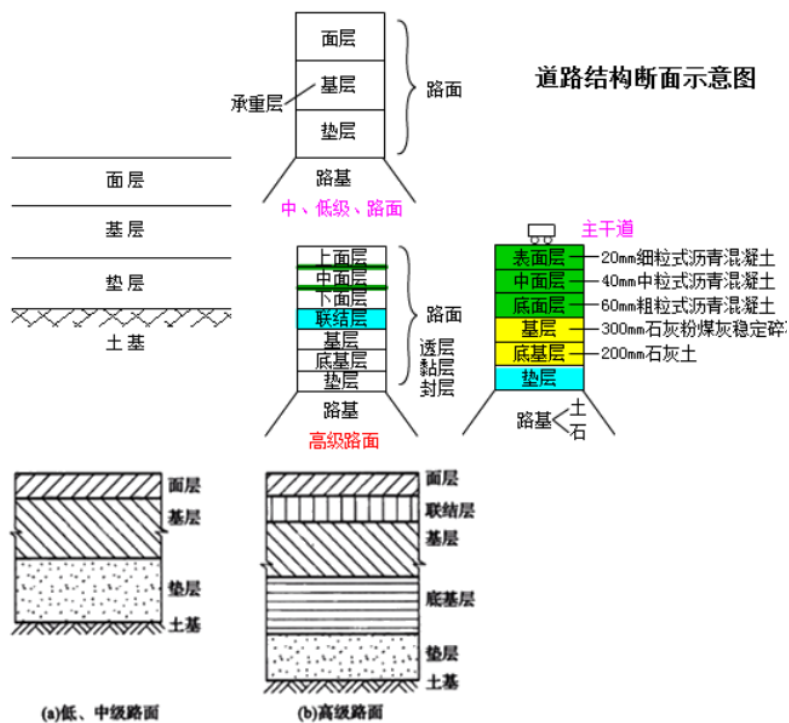 道路结构断面示意图
面层
基层
垫层
承重层
路面
路基
中、低级、路面
面层
基层
垫层
土基
上面层
中面层
下面层
联结层
基层
底基层
垫层
路面
透层
黏层
封层
路基
高级路面
主干道
表面层
20mm细粒式沥青混凝土
中面层
40mm中粒式沥青混凝土
底面层
60mm粗粒式沥青混凝土
基层
300mm石灰粉煤灰稳定碎
底基层
200mm石灰土
垫层
路基
土
石
面层
基层
垫层
土基
(a)低、中级路面
面层
联结层
基层
底基层
垫层
土基
(b)高级路面